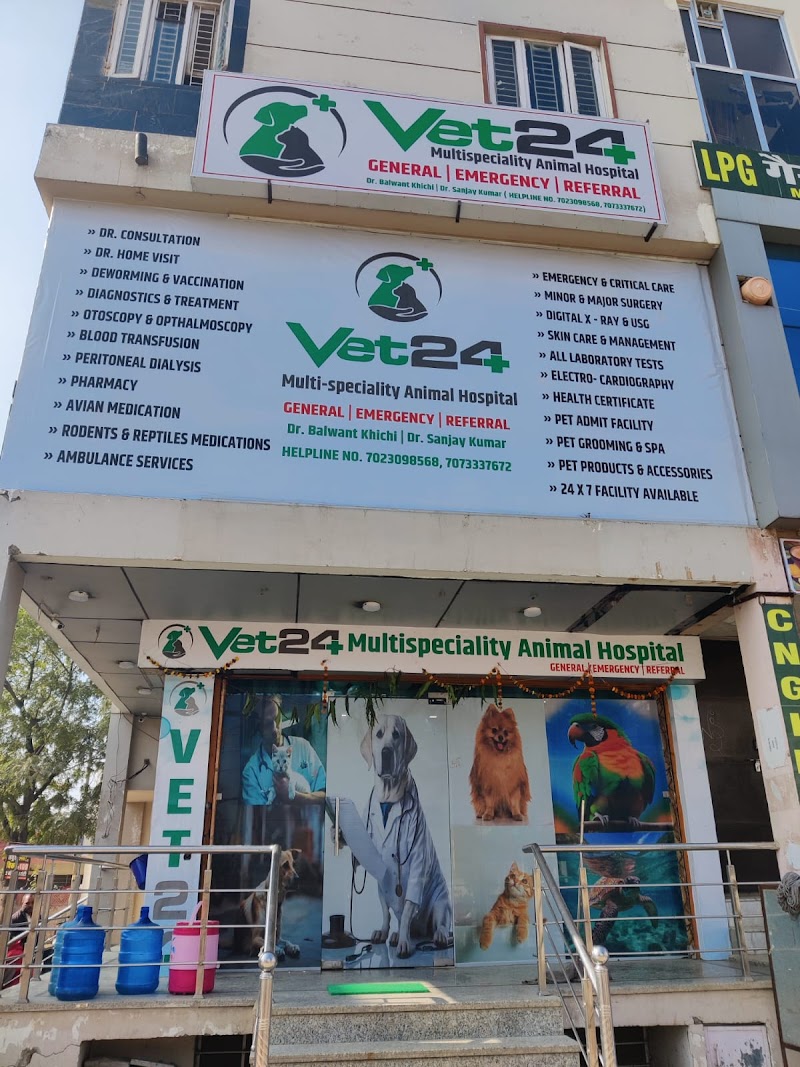 Vet24
Multispeciality Animal Hospital
GENERAL | EMERGENCY | REFERRAL
Dr. Balwant Khichi | Dr. Sanjay Kumar ( HELPLINE NO. 7023098568, 7073337672)
LPG गै
» DR. CONSULTATION
» DR. HOME VISIT
» DEWORMING & VACCINATION
» DIAGNOSTICS & TREATMENT
» OTOSCOPY & OPTHALMOSCOPY
» BLOOD TRANSFUSION
» PERITONEAL DIALYSIS
» PHARMACY
» AVIAN MEDICATION
» RODENTS & REPTILES MEDICATIONS
» AMBULANCE SERVICES
Vet24
Multi-speciality Animal Hospital
GENERAL | EMERGENCY | REFERRAL
Dr. Balwant Khichi | Dr. Sanjay Kumar
HELPLINE NO. 7023098568, 7073337672
» EMERGENCY & CRITICAL CARE
» MINOR & MAJOR SURGERY
» DIGITAL X - RAY & USG
» SKIN CARE & MANAGEMENT
» ALL LABORATORY TESTS
» ELECTRO- CARDIOGRAPHY
» HEALTH CERTIFICATE
» PET ADMIT FACILITY
» PET GROOMING & SPA
» PET PRODUCTS & ACCESSORIES
» 24 X 7 FACILITY AVAILABLE
Vet24 Multispeciality Animal Hospital
GENERAL | EMERGENCY | REFERRAL
VET2
CNG